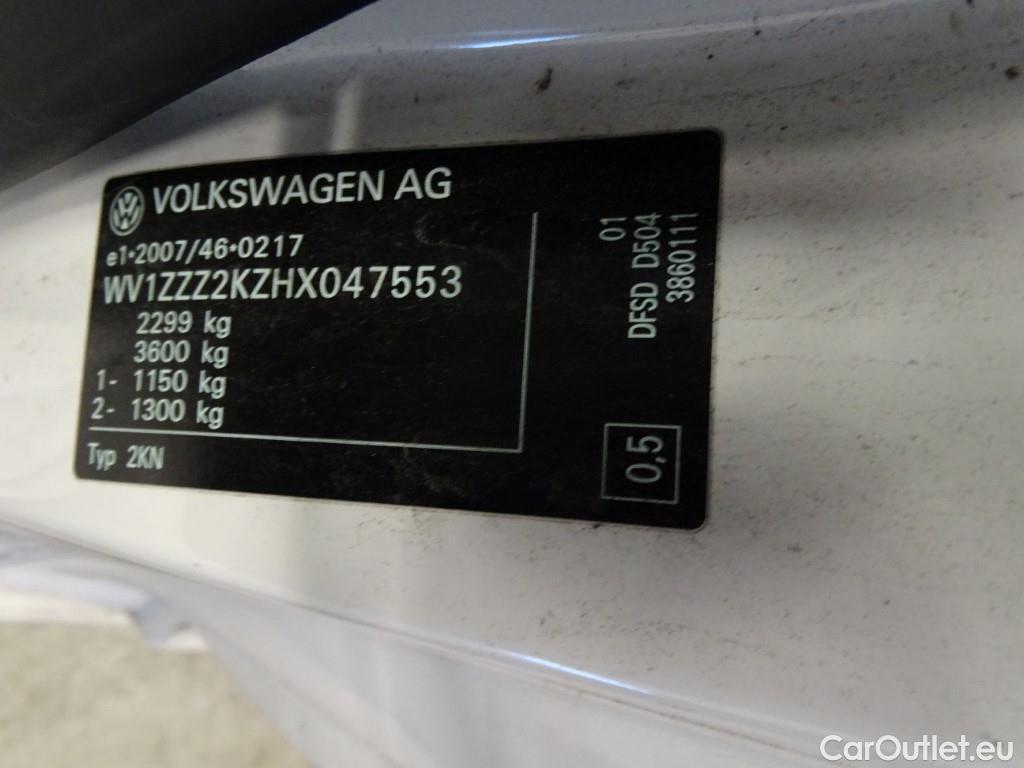 VOLKSWAGEN AG
e1*2007/46*0217
WV1ZZZ2KZHX047553
2299 kg
3600 kg
1- 1150 kg
2- 1300 kg
Typ 2KN
01
DFSD D504
3860111
0,5
CarOutlet.eu